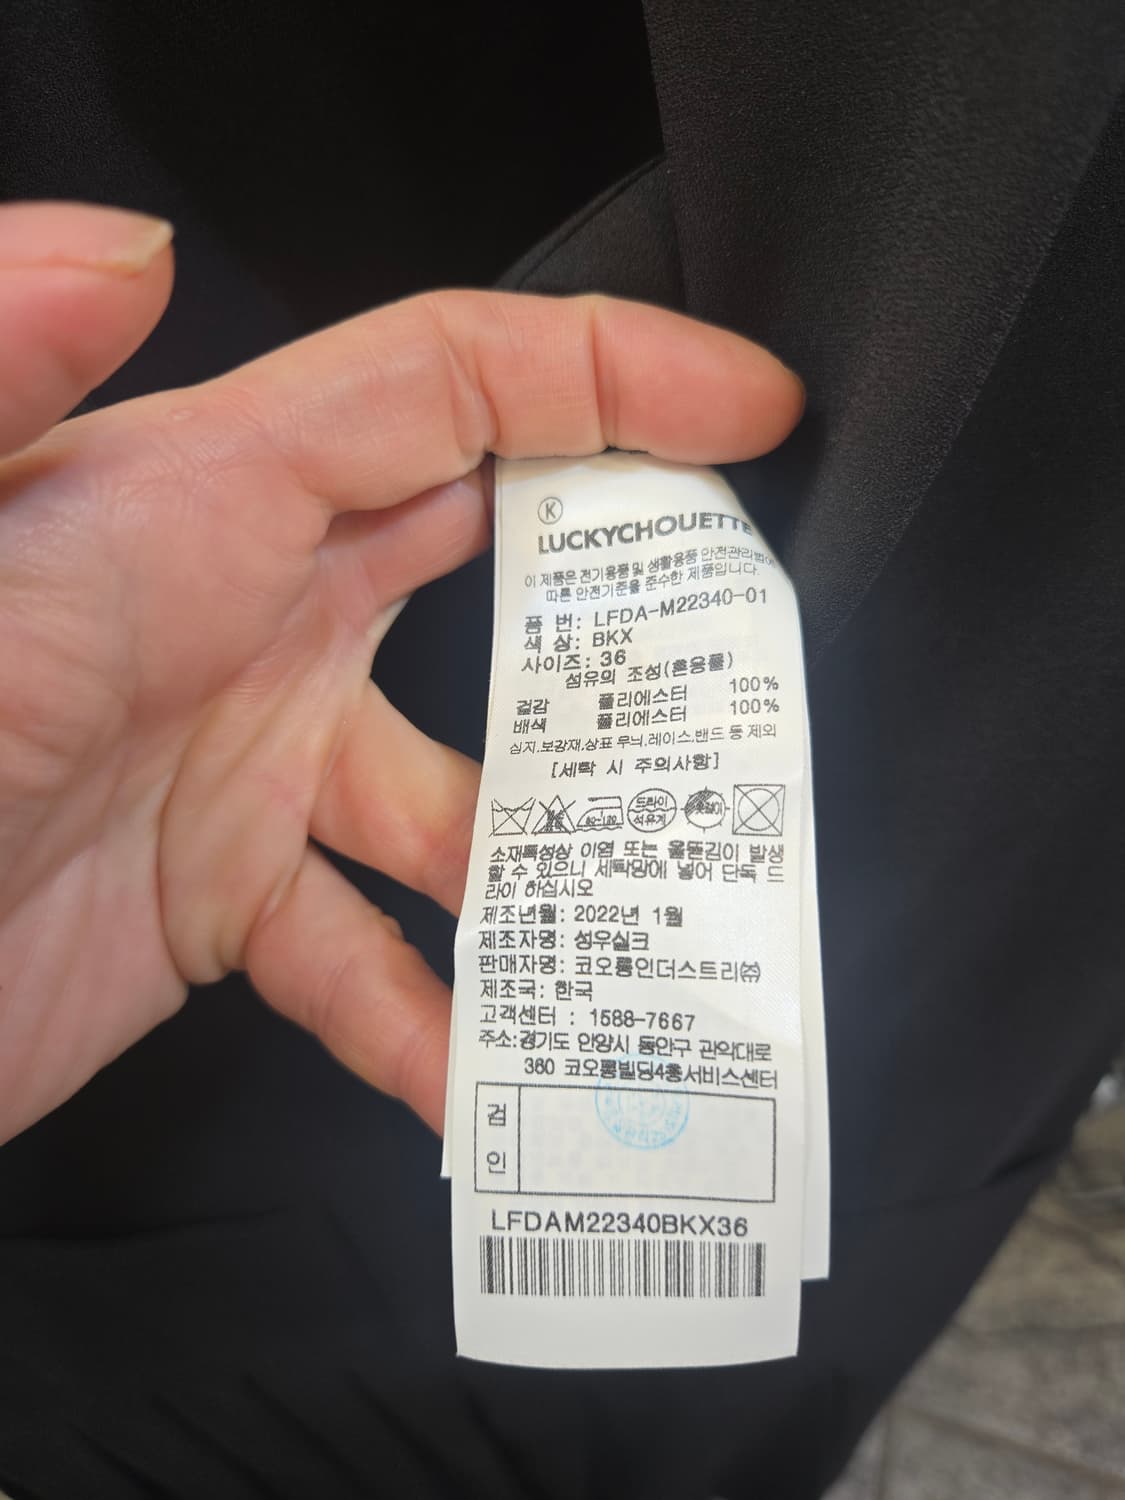 K
LUCKYCHOUETTE
이 제품은 전기용품 및 생활용품 안전관리법에
따른 안전기준을 준수한 제품입니다.
품 번: LFDA-M22340-01
색 상: BKX
사이즈: 36
섬유의 조성(혼용률)
겉감 폴리에스터 100%
배색 폴리에스터 100%
심지,보강재,상표 무늬,레이스,밴드 등 제외
[세탁 시 주의사항]
80~120 드라이 석유계 옷걸이
소재특성상 이염 또는 올뜯김이 발생
할 수 있으니 세탁망에 넣어 단독 드
라이 하십시오
제조년월: 2022년 1월
제조자명: 성우실크
판매자명: 코오롱인더스트리㈜
제조국: 한국
고객센터 : 1588-7667
주소:경기도 안양시 동안구 관악대로
360 코오롱빌딩4층서비스센터
검
인
LFDAM22340BKX36